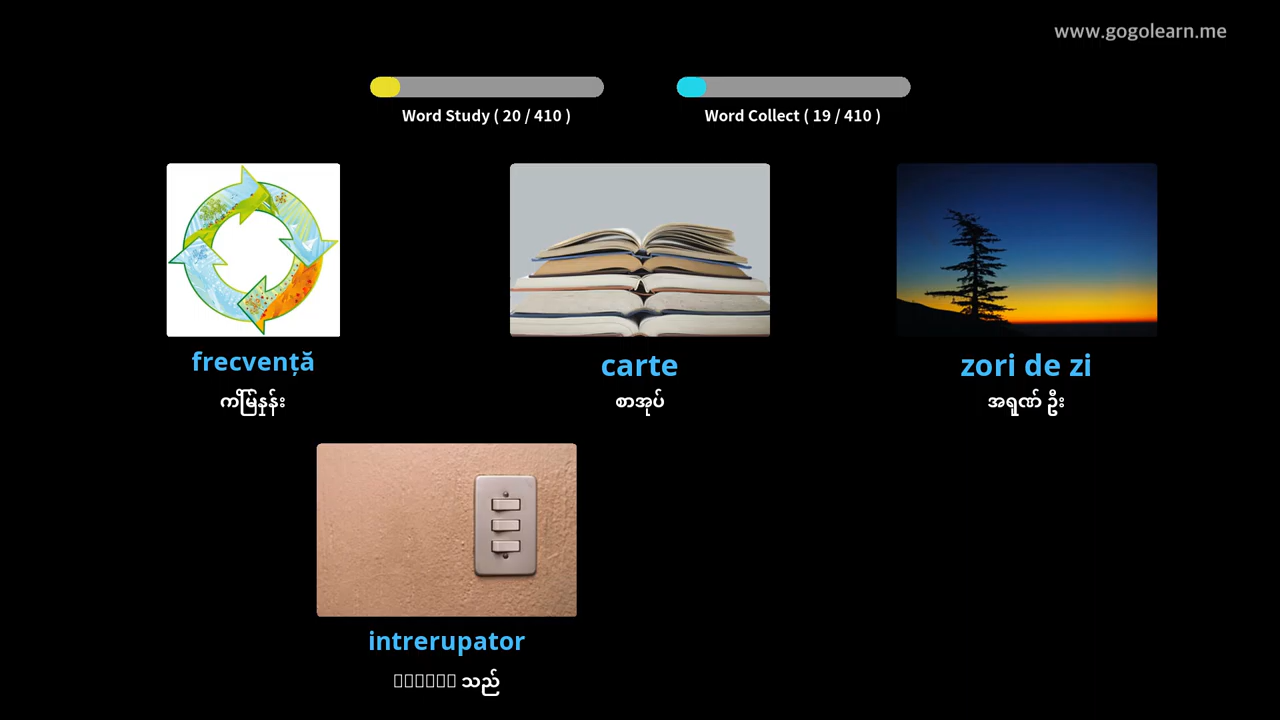 www.gogolearn.me
Word Study ( 20 / 410 )
Word Collect ( 19 / 410 )
frecvență
ကြိမ်နှုန်း
carte
စာအုပ်
zori de zi
အရုဏ် ဦး
intrerupator
သည်